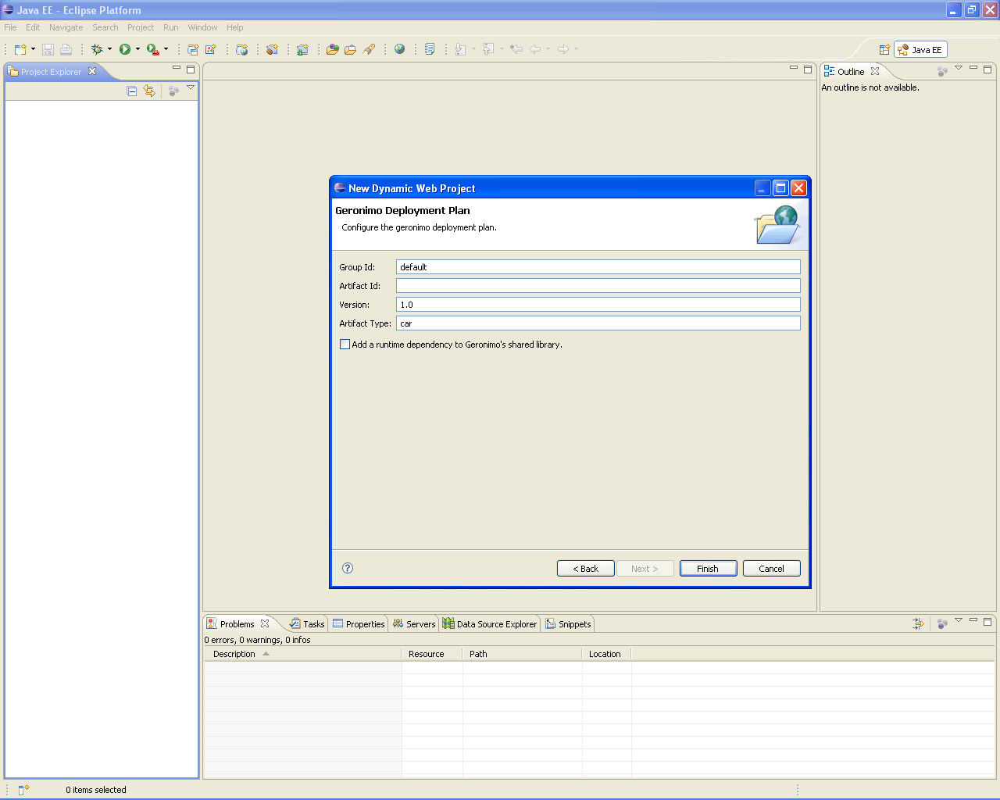 Java EE - Eclipse Platform
File Edit Navigate Search Project Run Window Help
Java EE
Project Explorer
Outline
An outline is not available.
New Dynamic Web Project
Geronimo Deployment Plan
Configure the geronimo deployment plan.
Group Id: default
Artifact Id:
Version: 1.0
Artifact Type: car
Add a runtime dependency to Geronimo's shared library.
< Back Next > Finish Cancel
Problems Tasks Properties Servers Data Source Explorer Snippets
0 errors, 0 warnings, 0 infos
Description Resource Path Location
0 items selected